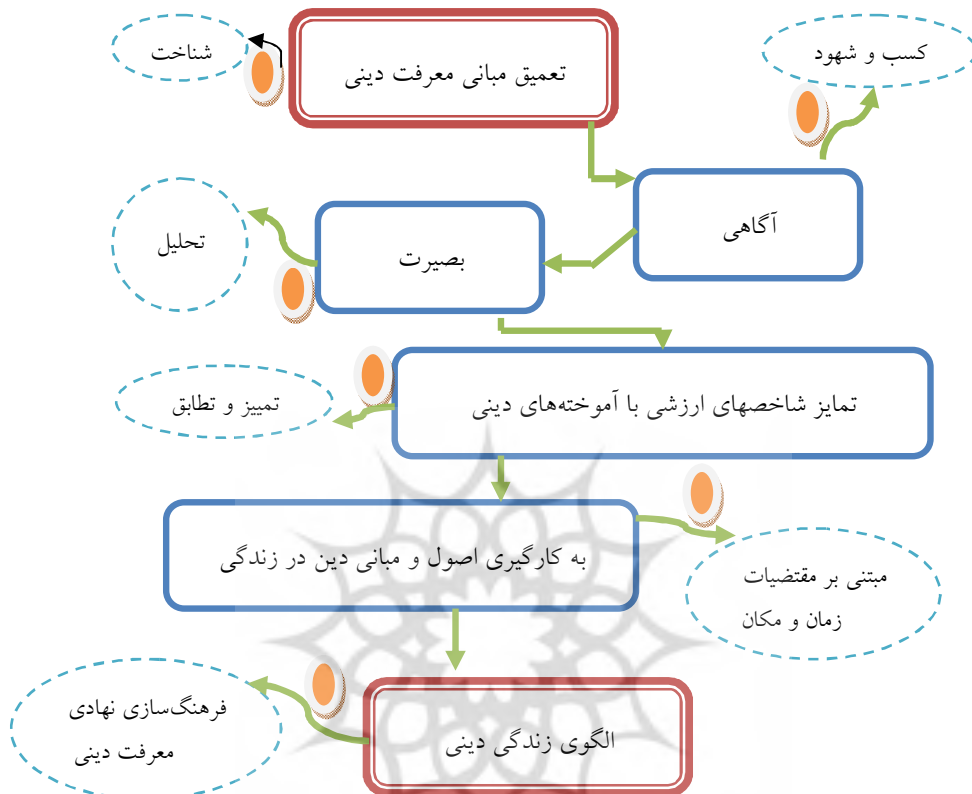 تعمیق مبانی معرفت دینی
شناخت
کسب و شهود
آگاهی
بصیرت
تحلیل
تمایز شاخصهای ارزشی با آموخته‌های دینی
تمییز و تطابق
به کارگیری اصول و مبانی دین در زندگی
مبتنی بر مقتضیات
زمان و مکان
الگوی زندگی دینی
فرهنگ‌سازی نهادی
معرفت دینی